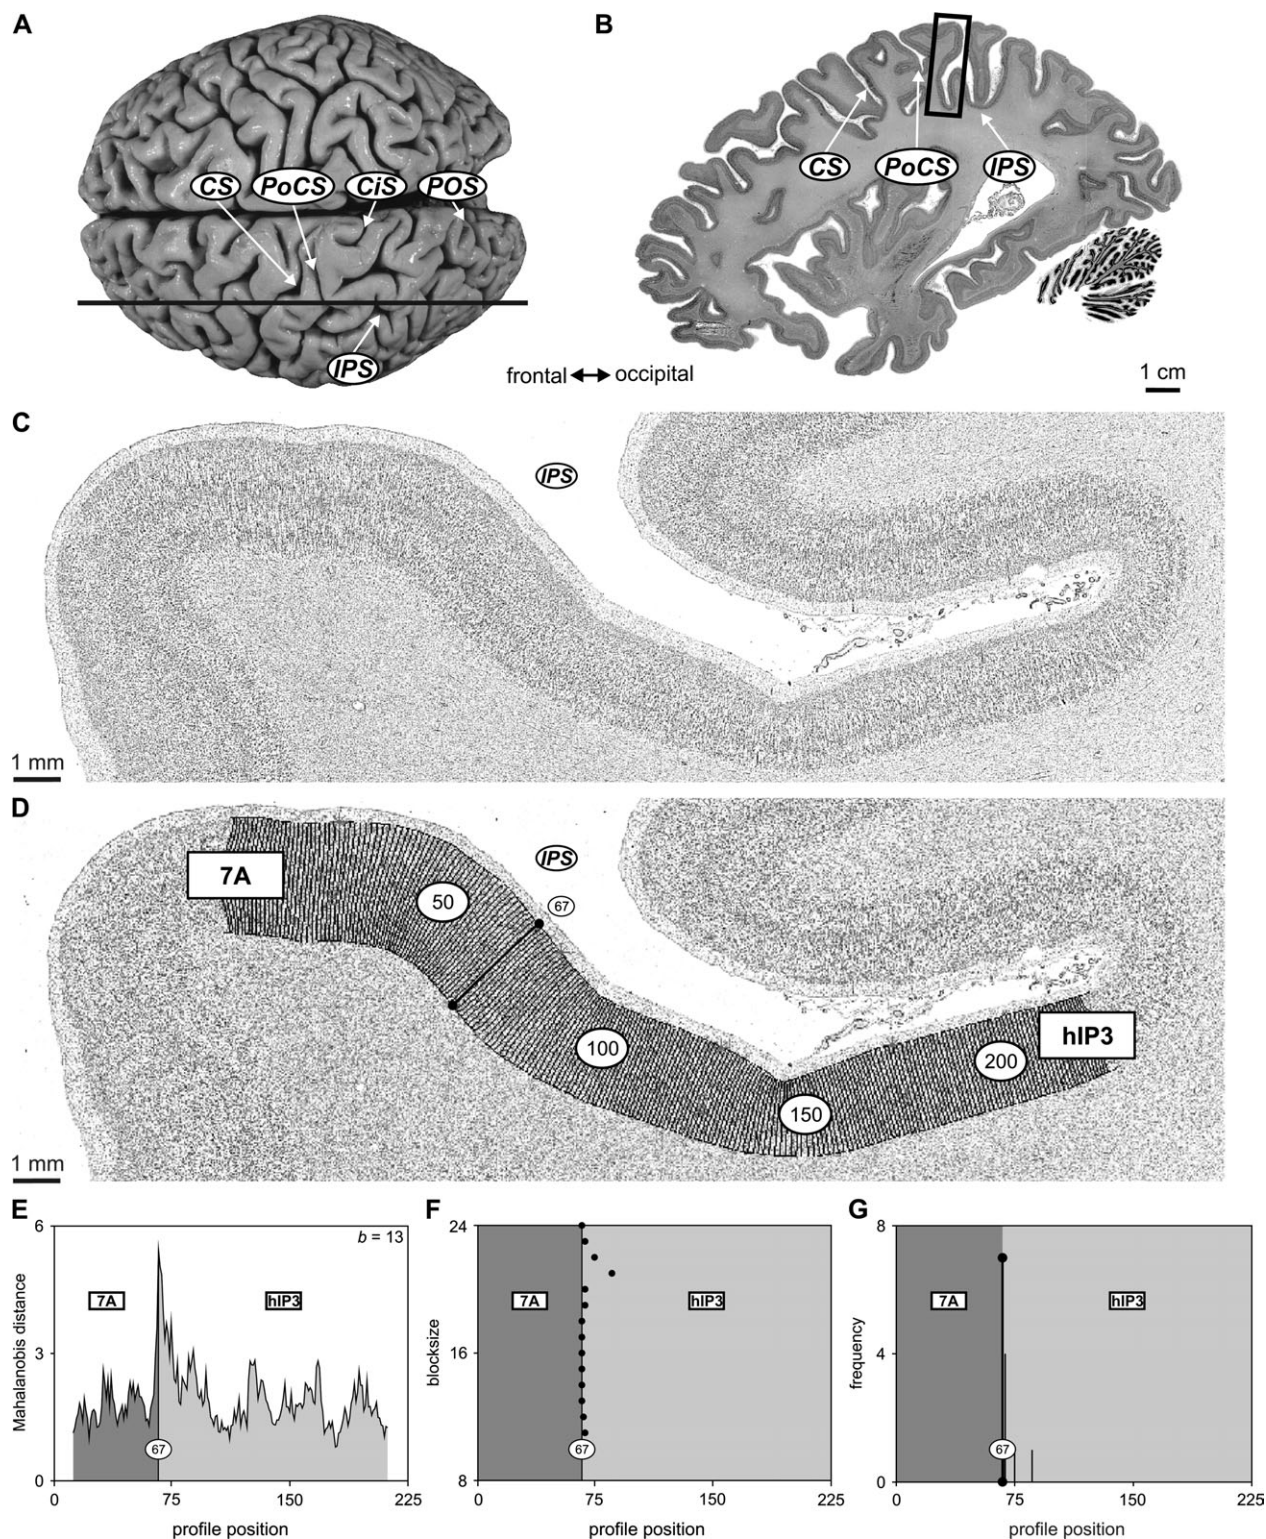 A
B
CS PoCS CiS POS
IPS
frontal occipital
CS PoCS IPS
1 cm
C
IPS
1 mm
D
IPS
7A
50
67
100
150
200
hIP3
1 mm
E
6
b = 13
7A
hIP3
Mahalanobis distance
3
67
0
0 75 150 225
profile position
F
24
7A
hIP3
blocksize
16
67
8
0 75 150 225
profile position
G
8
7A
hIP3
frequency
4
67
0
0 75 150 225
profile position